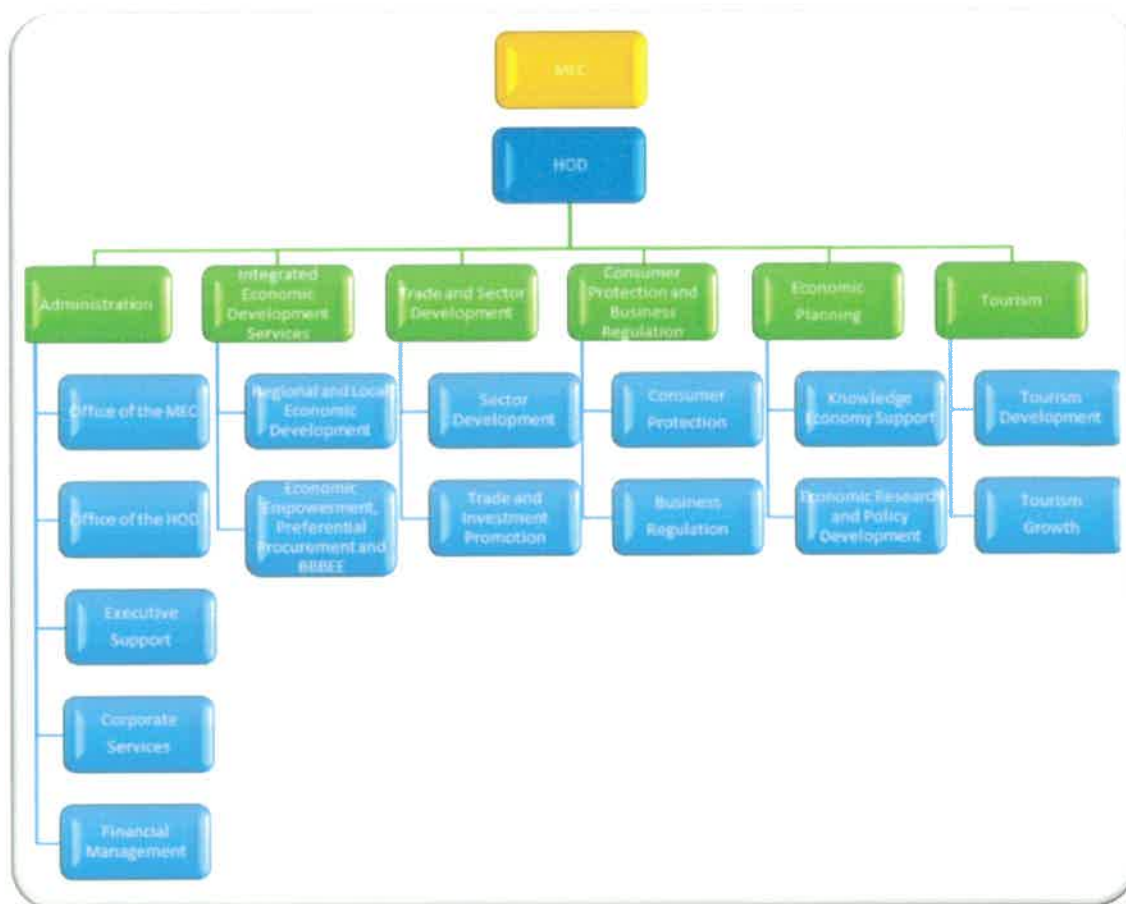 MEC
HOD
Administration
Integrated
Economic
Development
Services
Trade and Sector
Development
Consumer
Protection and
Business
Regulation
Economic
Planning
Tourism
Office of the MEC
Office of the HOD
Executive
Support
Corporate
Services
Financial
Management
Regional and Local
Economic
Development
Economic
Empowerment,
Preferential
Procurement and
BBBEE
Sector
Development
Trade and
Investment
Promotion
Consumer
Protection
Business
Regulation
Knowledge
Economy Support
Economic Research
and Policy
Development
Tourism
Development
Tourism
Growth